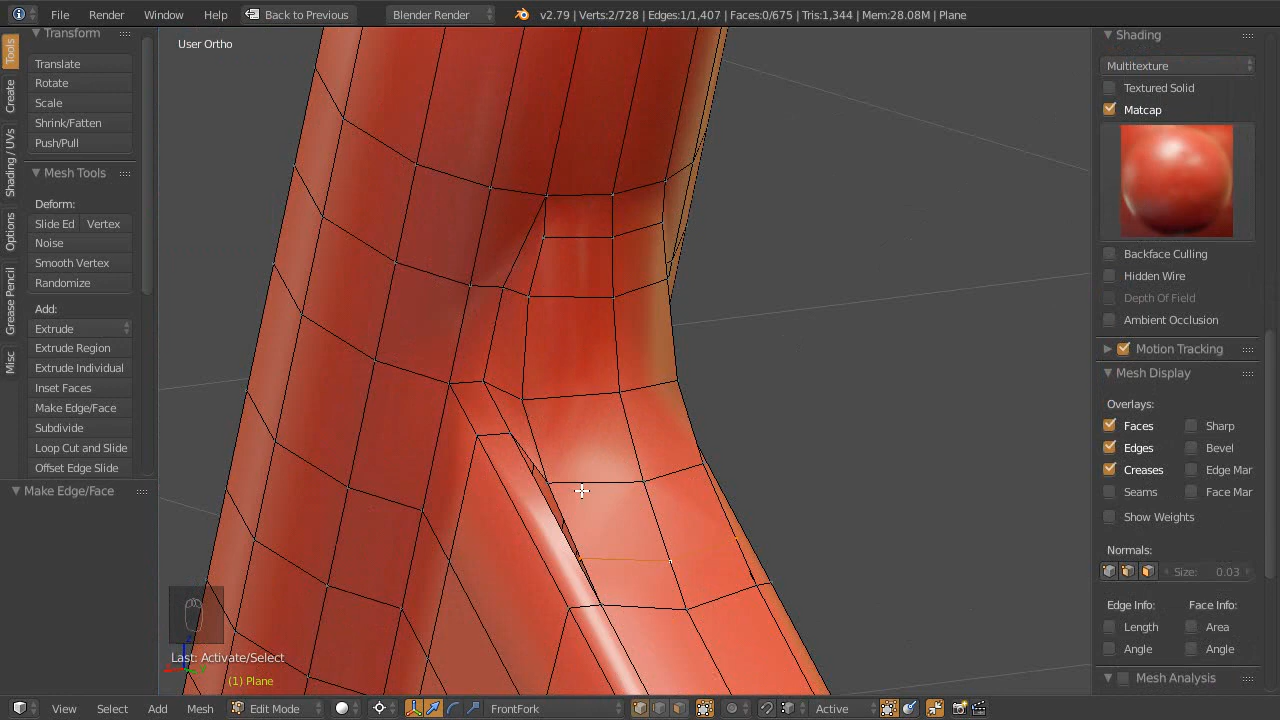 File Render Window Help Back to Previous Blender Render v2.79 | Verts:2/728 | Edges:1/1,407 | Faces:0/675 | Tris:1,344 | Mem:28.08M | Plane
Tools
Create
Shading / UVs
Options
Grease Pencil
Misc
Transform
Translate
Rotate
Scale
Shrink/Fatten
Push/Pull
Mesh Tools
Deform:
Slide Ed Vertex
Noise
Smooth Vertex
Randomize
Add:
Extrude
Extrude Region
Extrude Individual
Inset Faces
Make Edge/Face
Subdivide
Loop Cut and Slide
Offset Edge Slide
Make Edge/Face
User Ortho
Last: Activate/Select
(1) Plane
Shading
Multitexture
Textured Solid
Matcap
Backface Culling
Hidden Wire
Depth Of Field
Ambient Occlusion
Motion Tracking
Mesh Display
Overlays:
Faces Sharp
Edges Bevel
Creases Edge Mar
Seams Face Mar
Show Weights
Normals:
Size: 0.03
Edge Info: Face Info:
Length Area
Angle Angle
Mesh Analysis
View Select Add Mesh Edit Mode FrontFork Active